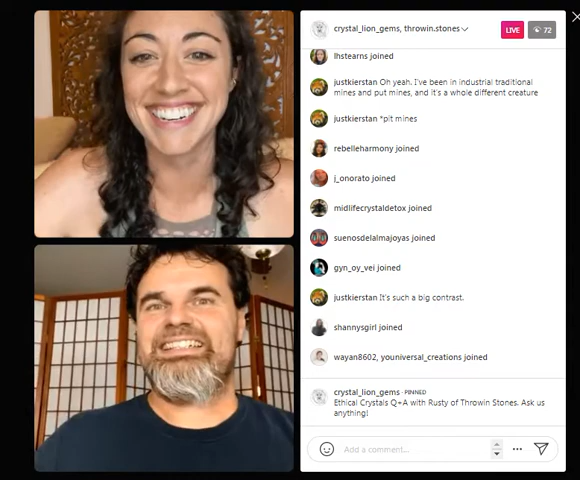 crystal_lion_gems, throwin.stones
LIVE
72
lhstearns joined
justkierstan Oh yeah. I've been in industrial traditional
mines and put mines, and it's a whole different creature
justkierstan *pit mines
rebelleharmony joined
j_onorato joined
midlifecrystaldetox joined
suenosdelalmajoyas joined
gyn_oy_vei joined
justkierstan It's such a big contrast.
shannysgirl joined
wayan8602, youniversal_creations joined
crystal_lion_gems · PINNED
Ethical Crystals Q+A with Rusty of Throwin Stones. Ask us
anything!
Add a comment...